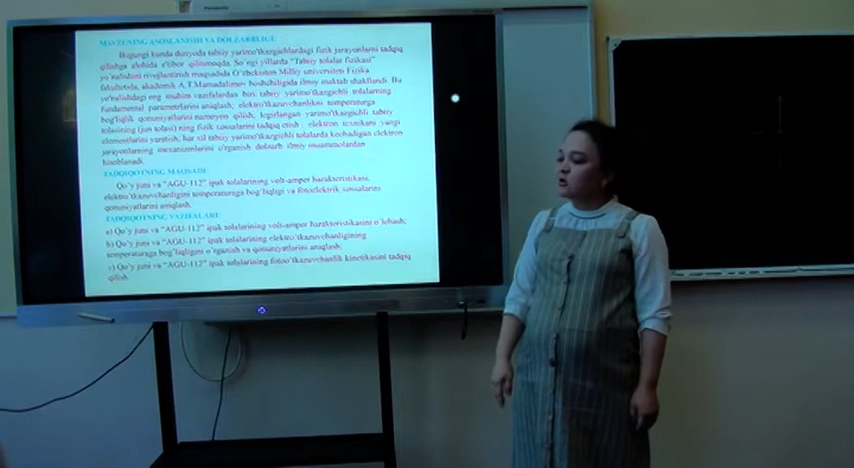 Panasonic
MAVZUNING ASOSLANISHI VA DOLZARBLIGI
Bugungi kunda dunyoda tabiiy yarimo'tkazgichlardagi fizik jarayonlarni tadqiq
qilishga alohida e'tibor qilinmoqda. So'ngi yillarda "Tabiiy tolalar fizikasi"
yo'nalishini rivojlantirish maqsadida O'zbekiston Milliy universiteti Fizika
fakultetida, akademik A.T.Mamadalimov boshchiligida ilmiy maktab shakllandi. Bu
yo'nalishdagi eng muhim vazifalardan biri tabiiy yarimo'tkazgichli tolalarning
fundamental parametrlarini aniqlash; elektro'tkazuvchanlikni temperaturaga
bog'liqlik qonuniyatlarini namoyon qilish; legirlangan yarimo'tkazgichli tabiiy
tolasining (jun tolasi) ning fizik xossalarini tadqiq etish elektron texnikani yangi
elementlarini yaratish; har xil tabiiy yarimo'tkazgichli tolalarda kechadigan elektron
jarayonlarning mexanizmlarini o'rganish dolzarb ilmiy muammolardan
hisoblanadi.
TADQIQOTNING MAQSADI
Qo'y juni va "AGU-112" ipak tolalarining volt-amper harakteristikasi,
elektro'tkazuvchanligini temperaturaga bog'liqligi va fotoelektrik xossalarini
qonuniyatlarini aniqlash.
TADQIQOTNING VAZIFALARI:
a) Qo'y juni va "AGU-112" ipak tolalarining volt-amper harakteristikasini o'lchash;
b) Qo'y juni va "AGU-112" ipak tolalarining elektro'tkazuvchanligining
temperaturaga bog'liqligini o'rganish va qonuniyatlarini aniqlash;
v) Qo'y juni va "AGU-112" ipak tolalarining fotoo'tkazuvchanlik kinetikasini tadqiq
qilish.